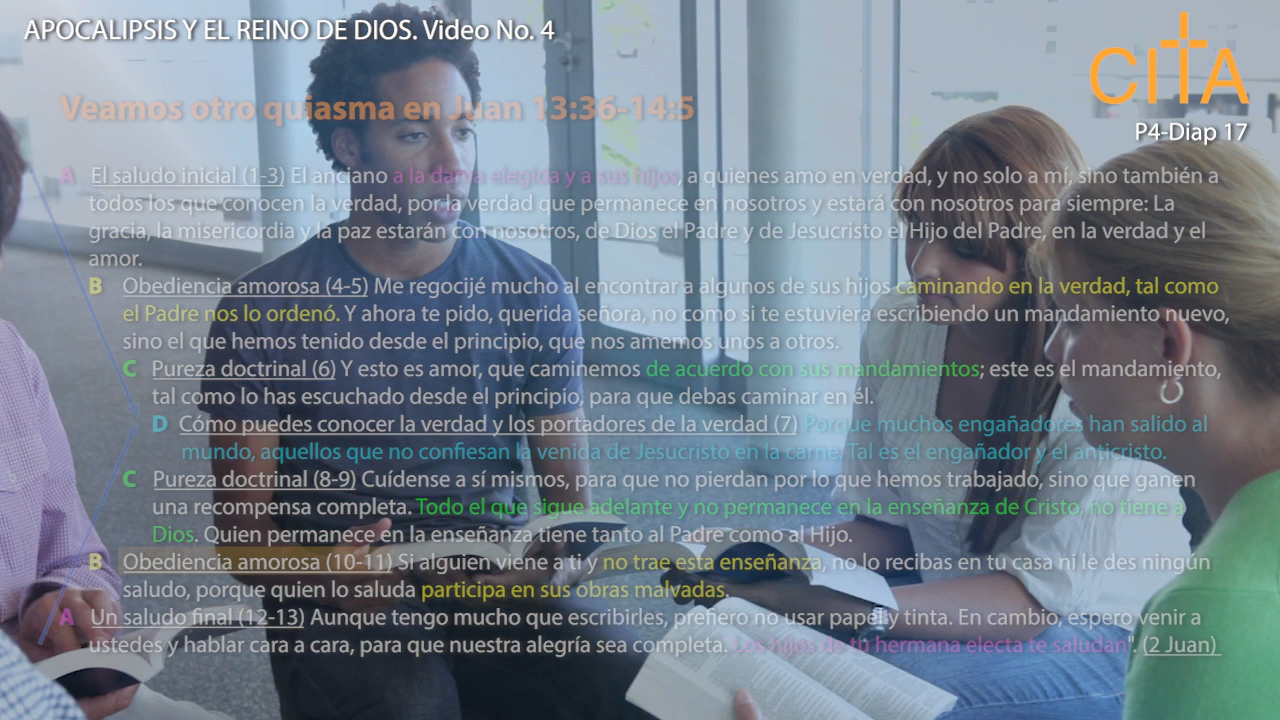 APOCALIPSIS Y EL REINO DE DIOS. Video No. 4
CITA
P4-Diap 17
Veamos otro quiasma en Juan 13:36-14:5
A El saludo inicial (1-3) El anciano a la dama elegida y a sus hijos, a quienes amo en verdad, y no solo a mí, sino también a
todos los que conocen la verdad, por la verdad que permanece en nosotros y estará con nosotros para siempre: La
gracia, la misericordia y la paz estarán con nosotros, de Dios el Padre y de Jesucristo el Hijo del Padre, en la verdad y el
amor.
B Obediencia amorosa (4-5) Me regocijé mucho al encontrar a algunos de sus hijos caminando en la verdad, tal como
el Padre nos lo ordenó. Y ahora te pido, querida señora, no como si te estuviera escribiendo un mandamiento nuevo,
sino el que hemos tenido desde el principio, que nos amemos unos a otros.
C Pureza doctrinal (6) Y esto es amor, que caminemos de acuerdo con sus mandamientos; este es el mandamiento,
tal como lo has escuchado desde el principio, para que debas caminar en él.
D Cómo puedes conocer la verdad y los portadores de la verdad (7) Porque muchos engañadores han salido al
mundo, aquellos que no confiesan la venida de Jesucristo en la carne. Tal es el engañador y el anticristo.
C Pureza doctrinal (8-9) Cuídense a sí mismos, para que no pierdan por lo que hemos trabajado, sino que ganen
una recompensa completa. Todo el que sigue adelante y no permanece en la enseñanza de Cristo, no tiene a
Dios. Quien permanece en la enseñanza tiene tanto al Padre como al Hijo.
B Obediencia amorosa (10-11) Si alguien viene a ti y no trae esta enseñanza, no lo recibas en tu casa ni le des ningún
saludo, porque quien lo saluda participa en sus obras malvadas.
A Un saludo final (12-13) Aunque tengo mucho que escribirles, prefiero no usar papel y tinta. En cambio, espero venir a
ustedes y hablar cara a cara, para que nuestra alegría sea completa. Los hijos de tu hermana electa te saludan". (2 Juan)